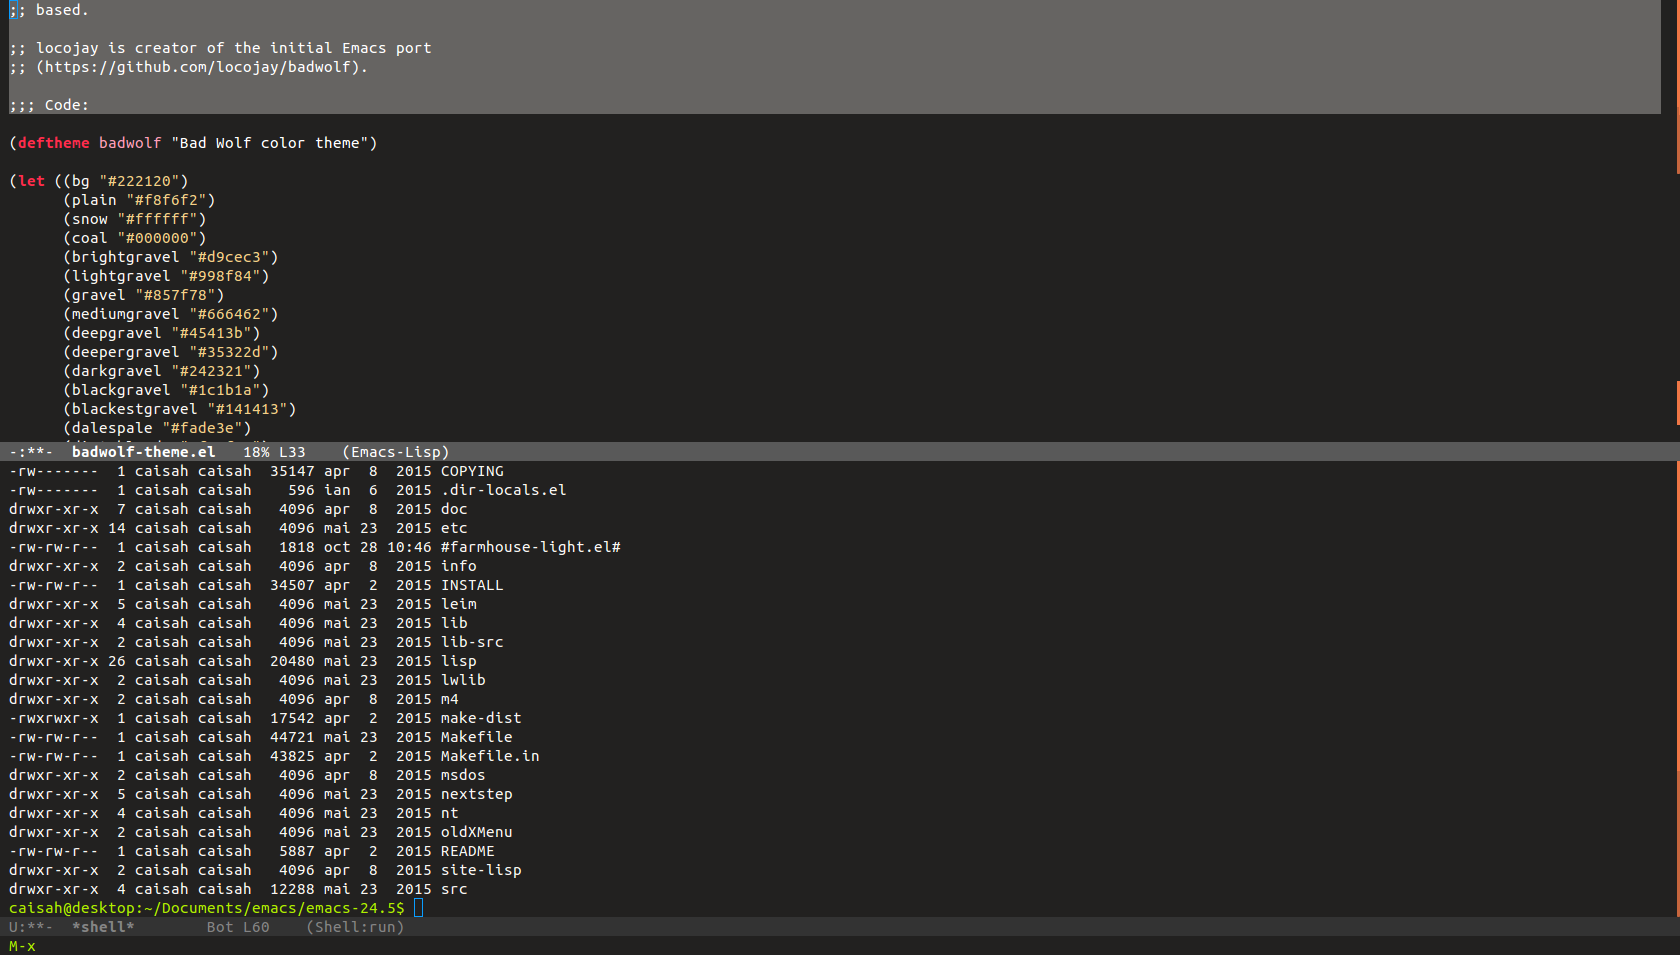 ;; based.
;; locojay is creator of the initial Emacs port
;; (https://github.com/locojay/badwolf).
;;; Code:
(deftheme badwolf "Bad Wolf color theme")
(let ((bg "#222120")
      (plain "#f8f6f2")
      (snow "#ffffff")
      (coal "#000000")
      (brightgravel "#d9cec3")
      (lightgravel "#998f84")
      (gravel "#857f78")
      (mediumgravel "#666462")
      (deepgravel "#45413b")
      (deepergravel "#35322d")
      (darkgravel "#242321")
      (blackgravel "#1c1b1a")
      (blackestgravel "#141413")
      (dalespale "#fade3e")
-:**-  badwolf-theme.el   18% L33    (Emacs-Lisp)
-rw-------  1 caisah caisah  35147 apr  8  2015 COPYING
-rw-------  1 caisah caisah    596 ian  6  2015 .dir-locals.el
drwxr-xr-x  7 caisah caisah   4096 apr  8  2015 doc
drwxr-xr-x 14 caisah caisah   4096 mai 23  2015 etc
-rw-rw-r--  1 caisah caisah   1818 oct 28 10:46 #farmhouse-light.el#
drwxr-xr-x  2 caisah caisah   4096 apr  8  2015 info
-rw-rw-r--  1 caisah caisah  34507 apr  2  2015 INSTALL
drwxr-xr-x  5 caisah caisah   4096 mai 23  2015 leim
drwxr-xr-x  4 caisah caisah   4096 mai 23  2015 lib
drwxr-xr-x  2 caisah caisah   4096 mai 23  2015 lib-src
drwxr-xr-x 26 caisah caisah  20480 mai 23  2015 lisp
drwxr-xr-x  2 caisah caisah   4096 mai 23  2015 lwlib
drwxr-xr-x  2 caisah caisah   4096 apr  8  2015 m4
-rwxrwxr-x  1 caisah caisah  17542 apr  2  2015 make-dist
-rw-rw-r--  1 caisah caisah  44721 mai 23  2015 Makefile
-rw-rw-r--  1 caisah caisah  43825 apr  2  2015 Makefile.in
drwxr-xr-x  2 caisah caisah   4096 apr  8  2015 msdos
drwxr-xr-x  5 caisah caisah   4096 mai 23  2015 nextstep
drwxr-xr-x  4 caisah caisah   4096 mai 23  2015 nt
drwxr-xr-x  2 caisah caisah   4096 mai 23  2015 oldXMenu
-rw-rw-r--  1 caisah caisah   5887 apr  2  2015 README
drwxr-xr-x  2 caisah caisah   4096 apr  8  2015 site-lisp
drwxr-xr-x  4 caisah caisah  12288 mai 23  2015 src
caisah@desktop:~/Documents/emacs/emacs-24.5$
U:**-  *shell*        Bot L60    (Shell:run)
M-x